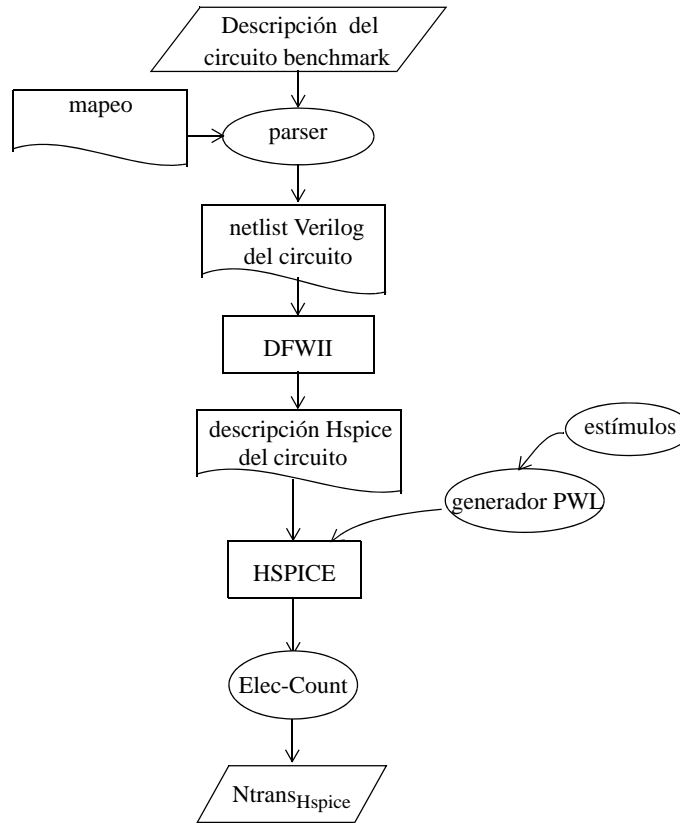 Descripción del
circuito benchmark
mapeo
parser
netlist Verilog
del circuito
DFWII
descripción Hspice
del circuito
estímulos
generador PWL
HSPICE
Elec-Count
Ntrans_Hspice